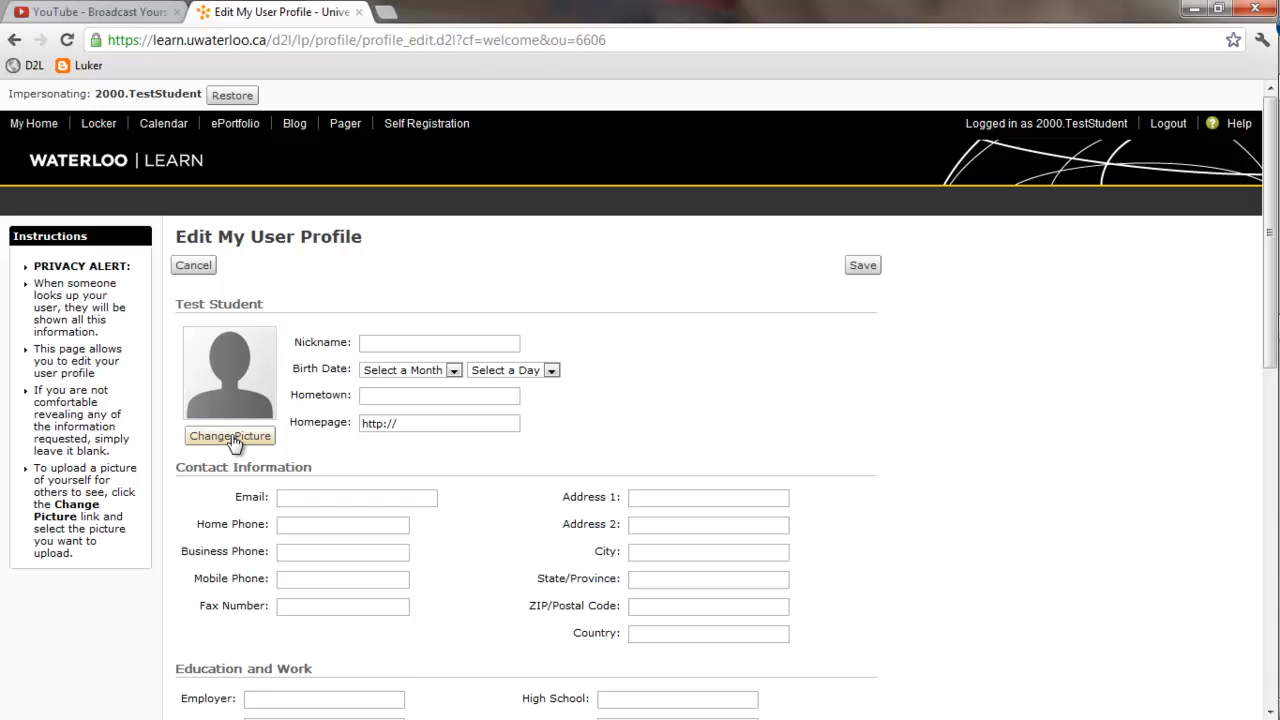 YouTube - Broadcast Yours
Edit My User Profile - Unive
https://learn.uwaterloo.ca/d2l/lp/profile/profile_edit.d2l?cf=welcome&ou=6606
D2L Luker
Impersonating: 2000.TestStudent Restore
My Home Locker Calendar ePortfolio Blog Pager Self Registration Logged in as 2000.TestStudent Logout ? Help
WATERLOO | LEARN
Instructions
PRIVACY ALERT:
When someone
looks up your
user, they will be
shown all this
information.
This page allows
you to edit your
user profile
If you are not
comfortable
revealing any of
the information
requested, simply
leave it blank.
To upload a picture
of yourself for
others to see, click
the Change
Picture link and
select the picture
you want to
upload.
Edit My User Profile
Cancel Save
Test Student
Nickname:
Birth Date: Select a Month Select a Day
Hometown:
Homepage: http://
Change Picture
Contact Information
Email: Address 1:
Home Phone: Address 2:
Business Phone: City:
Mobile Phone: State/Province:
Fax Number: ZIP/Postal Code:
Country:
Education and Work
Employer: High School: